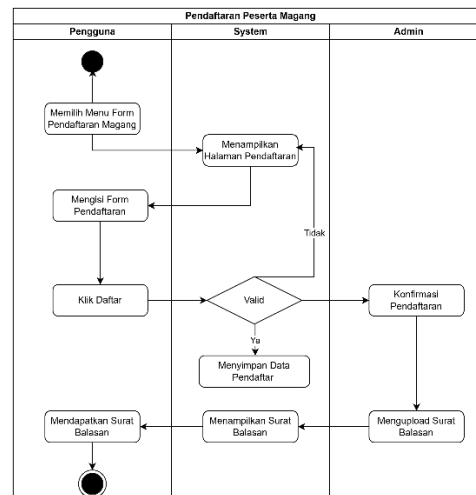 Pendaftaran Peserta Magang
Pengguna
System
Admin
Memilih Menu Form
Pendaftaran Magang
Menampilkan
Halaman Pendaftaran
Mengisi Form
Pendaftaran
Tidak
Klik Daftar
Valid
Konfirmasi
Pendaftaran
Ya
Menyimpan Data
Pendaftar
Mendapatkan Surat
Balasan
Menampilkan Surat
Balasan
Mengupload Surat
Balasan